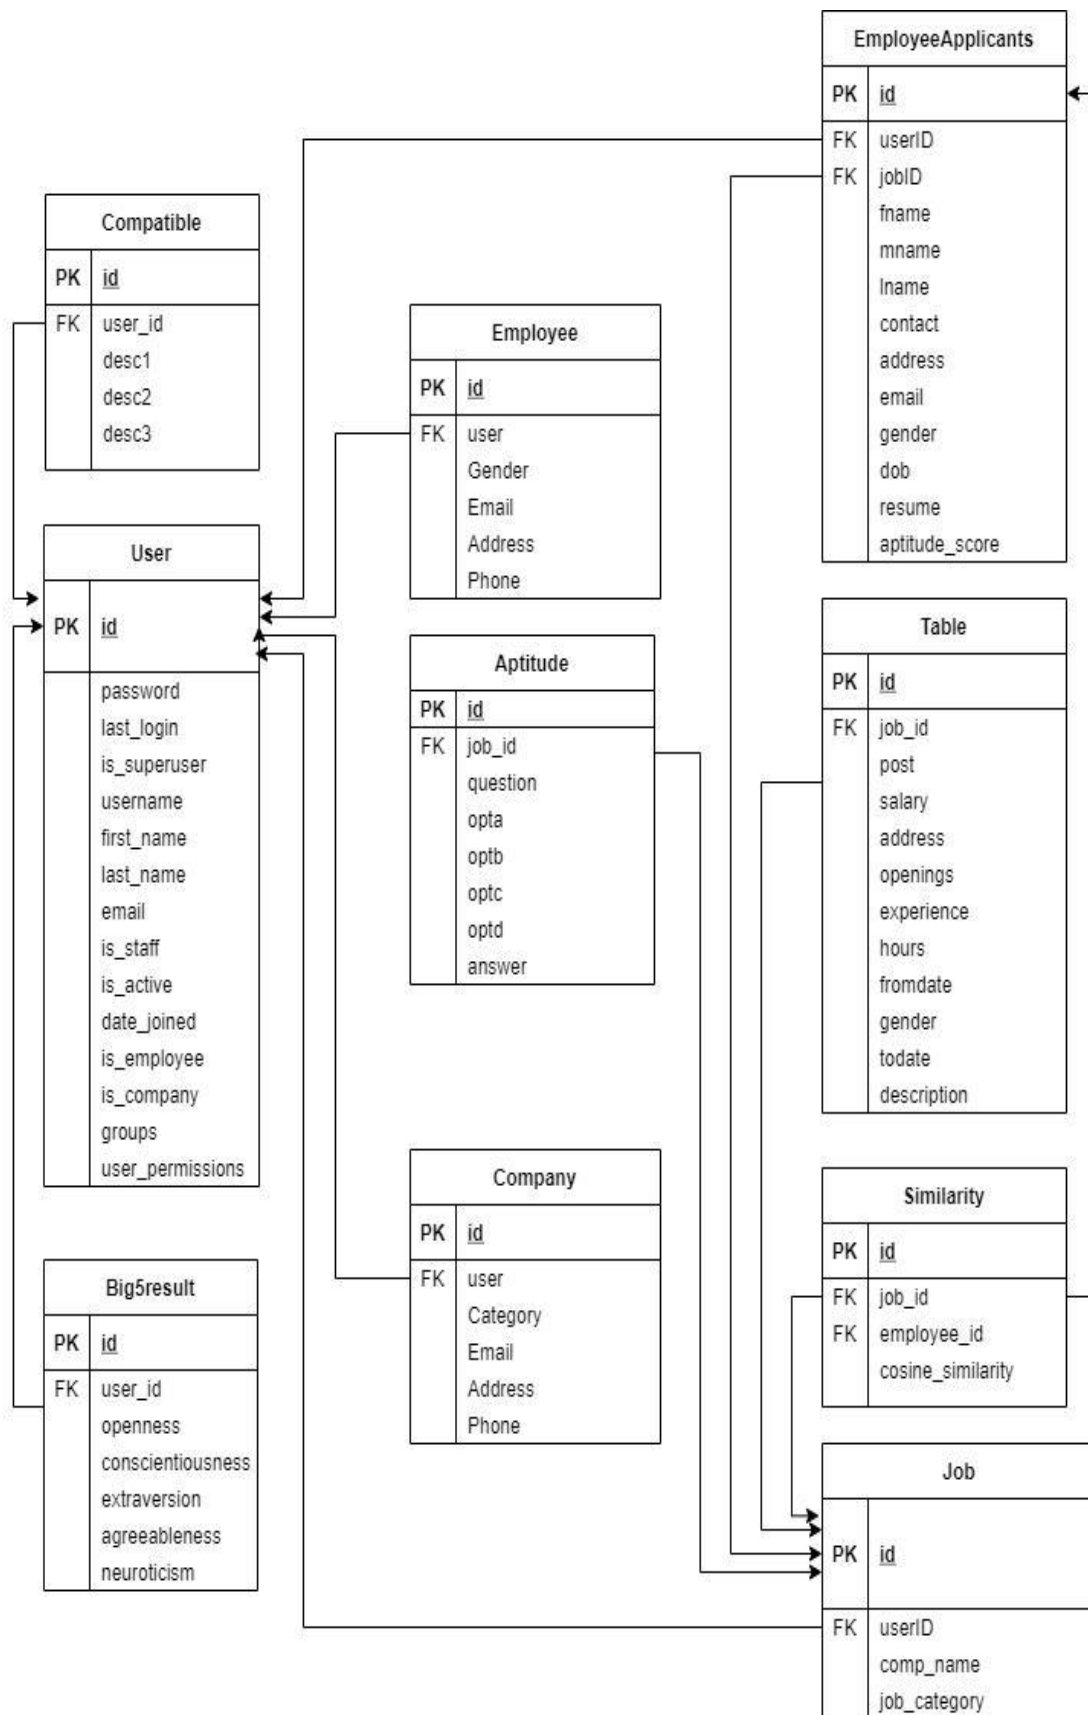 EmployeeApplicants
PK id
FK userID
FK jobID
fname
mname
lname
contact
address
email
gender
dob
resume
aptitude_score
Compatible
PK id
FK user_id
desc1
desc2
desc3
Employee
PK id
FK user
Gender
Email
Address
Phone
User
PK id
password
last_login
is_superuser
username
first_name
last_name
email
is_staff
is_active
date_joined
is_employee
is_company
groups
user_permissions
Aptitude
PK id
FK job_id
question
opta
optb
optc
optd
answer
Table
PK id
FK job_id
post
salary
address
openings
experience
hours
fromdate
gender
todate
description
Company
PK id
FK user
Category
Email
Address
Phone
Similarity
PK id
FK job_id
FK employee_id
cosine_similarity
Big5result
PK id
FK user_id
openness
conscientiousness
extraversion
agreeableness
neuroticism
Job
PK id
FK userID
comp_name
job_category